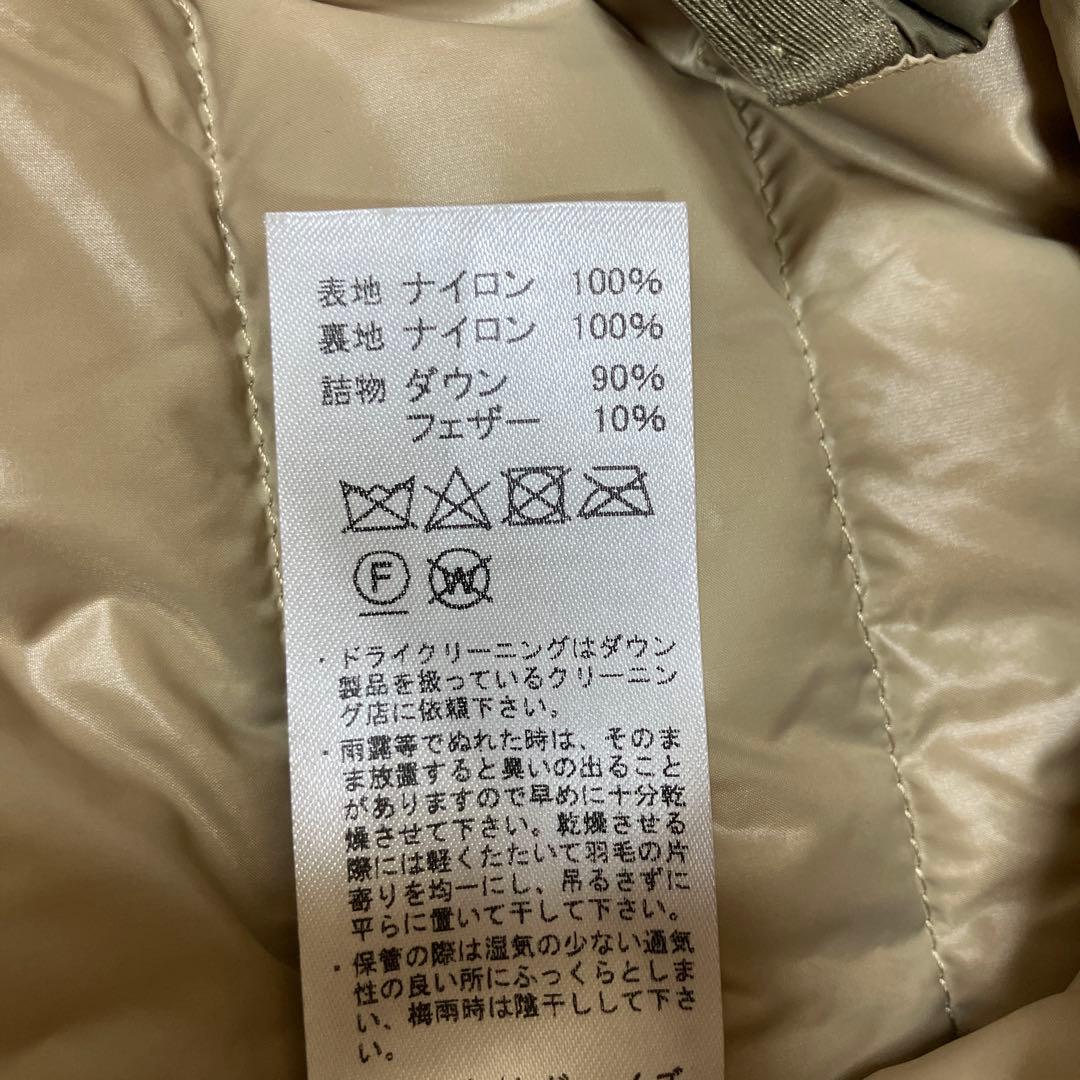 表地 ナイロン 100%
裏地 ナイロン 100%
詰物 ダウン 90%
フェザー 10%
F W
・ドライクリーニングはダウン
製品を扱っているクリーニン
グ店に依頼下さい。
・雨露等でぬれた時は、そのま
ま放置すると臭いの出ること
がありますので早めに十分乾
燥させて下さい。乾燥させる
際には軽くたたいて羽毛の片
寄りを均一にし、吊るさずに
平らに置いて干して下さい。
・保管の際は湿気の少ない通気
性の良い所にふっくらとしま
い、梅雨時は陰干しして下さ
い。